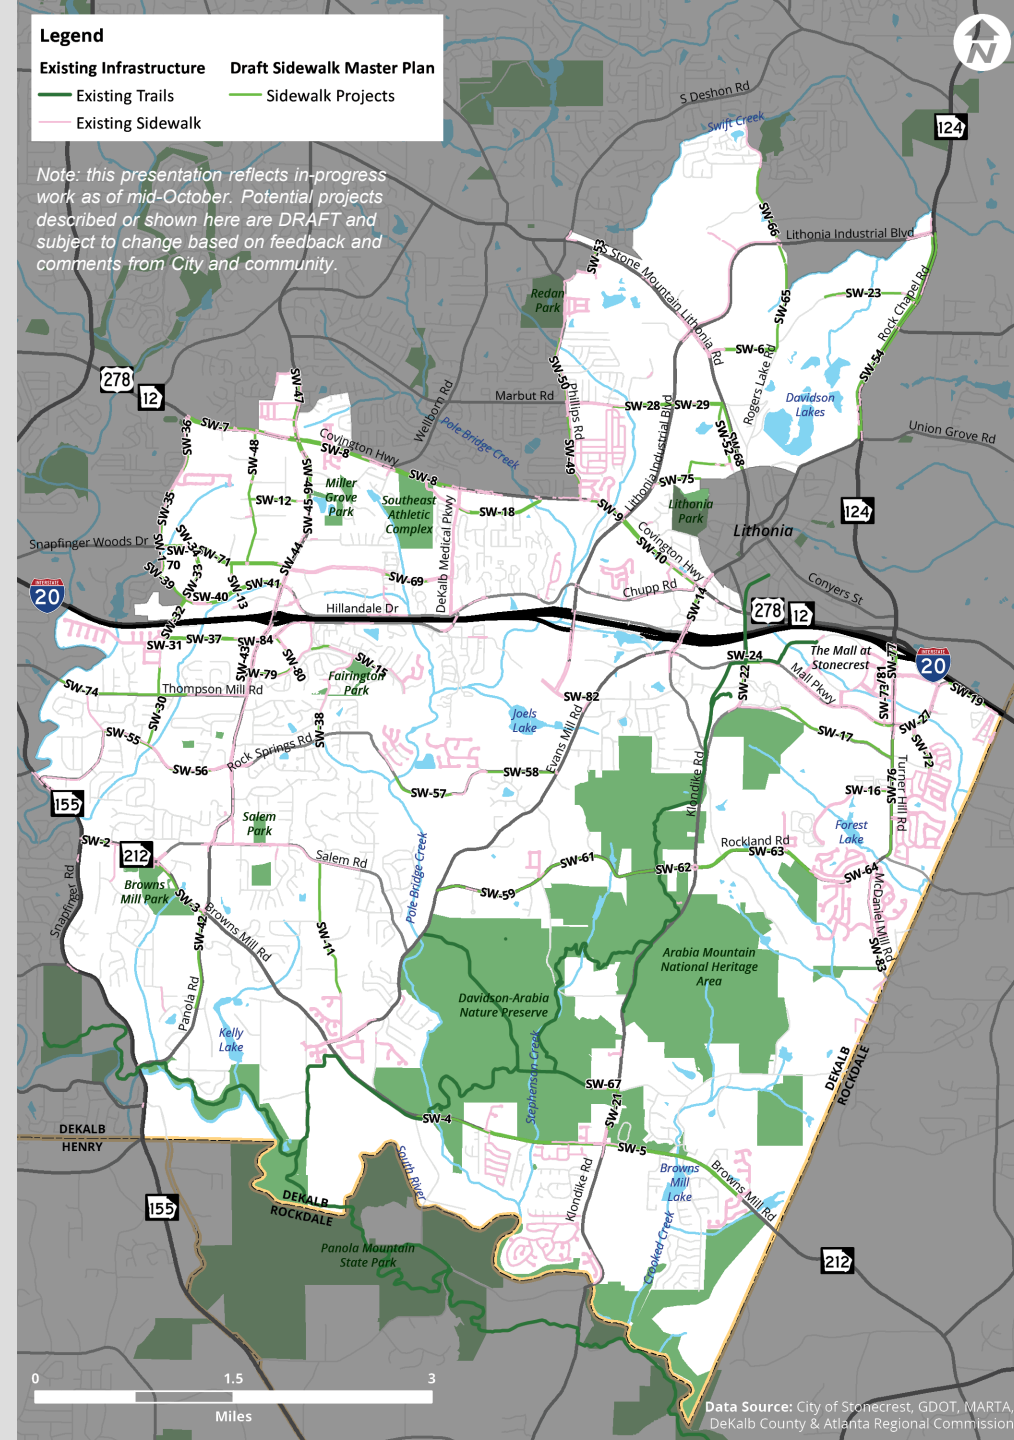 Legend
Existing Infrastructure
Draft Sidewalk Master Plan
Existing Trails
Sidewalk Projects
Existing Sidewalk
Note: this presentation reflects in-progress
work as of mid-October. Potential projects
described or shown here are DRAFT and
subject to change based on feedback and
comments from City and community.
N
S Deshon Rd
Swift Creek
124
SW-66
Lithonia Industrial Blvd
SW-53
S Stone Mountain Lithonia Rd
Redan
Park
SW-65
SW-23
Rock Chapel Rd
SW-6
SW-54
Rogers Lake Rd
278
12
SW-47
SW-50
Marbut Rd
Phillips Rd
SW-28
SW-29
Davidson
Lakes
Wellborn Rd
Pole Bridge Creek
SW-36
SW-7
SW-48
Covington Hwy
SW-8
SW-8
SW-49
Lithonia Industrial Blvd
SW-52
SW-68
Union Grove Rd
SW-75
Miller
Grove
Park
Southeast
Athletic
Complex
DeKalb Medical Pkwy
SW-12
SW-35
SW-18
SW-9
Lithonia
Park
124
Lithonia
Snapfinger Woods Dr
SW-71
SW-44
SW-10
Covington Hwy
SW-39
SW-33
SW-41
SW-69
Chupp Rd
Conyers St
INTERSTATE
20
SW-40
SW-13
SW-32
Hillandale Dr
SW-14
278
12
SW-31
SW-37
SW-84
SW-43
SW-80
SW-79
SW-15
Fairington
Park
SW-24
SW-22
The Mall at
Stonecrest
INTERSTATE
20
SW-77
Mall Pkwy
SW-19
SW-74
Thompson Mill Rd
SW-30
SW-82
SW-38
Joels
Lake
SW-17
SW-27
SW-72
SW-55
Rock Springs Rd
SW-56
Evans Mill Rd
SW-58
SW-57
Klondike Rd
SW-16
SW-76
Turner Hill Rd
155
Salem
Park
Forest
Lake
SW-2
212
Salem Rd
Rockland Rd
SW-63
SW-61
SW-62
SW-64
Browns
Mill Park
Snapfinger Rd
SW-3
SW-59
Pole Bridge Creek
McDaniel Mill Rd
SW-42
Browns Mill Rd
SW-11
SW-83
Arabia Mountain
National Heritage
Area
Davidson-Arabia
Nature Preserve
Panola Rd
Kelly
Lake
Stephenson Creek
DEKALB
ROCKDALE
SW-67
SW-21
SW-4
SW-5
DEKALB
HENRY
South River
Klondike Rd
Browns
Mill
Lake
Browns Mill Rd
DEKALB
ROCKDALE
155
Panola Mountain
State Park
Crooked Creek
212
0
1.5
3
Miles
Data Source: City of Stonecrest, GDOT, MARTA,
DeKalb County & Atlanta Regional Commission